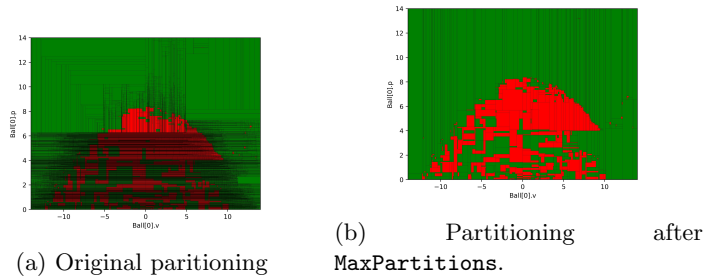 14
12
10
8
6
4
2
0
Ball[0].p
−10 −5 0 5 10
Ball[0].v
(a) Original paritioning
14
12
10
8
6
4
2
0
Ball[0].p
−10 −5 0 5 10
Ball[0].v
(b) Partitioning after
MaxPartitions.